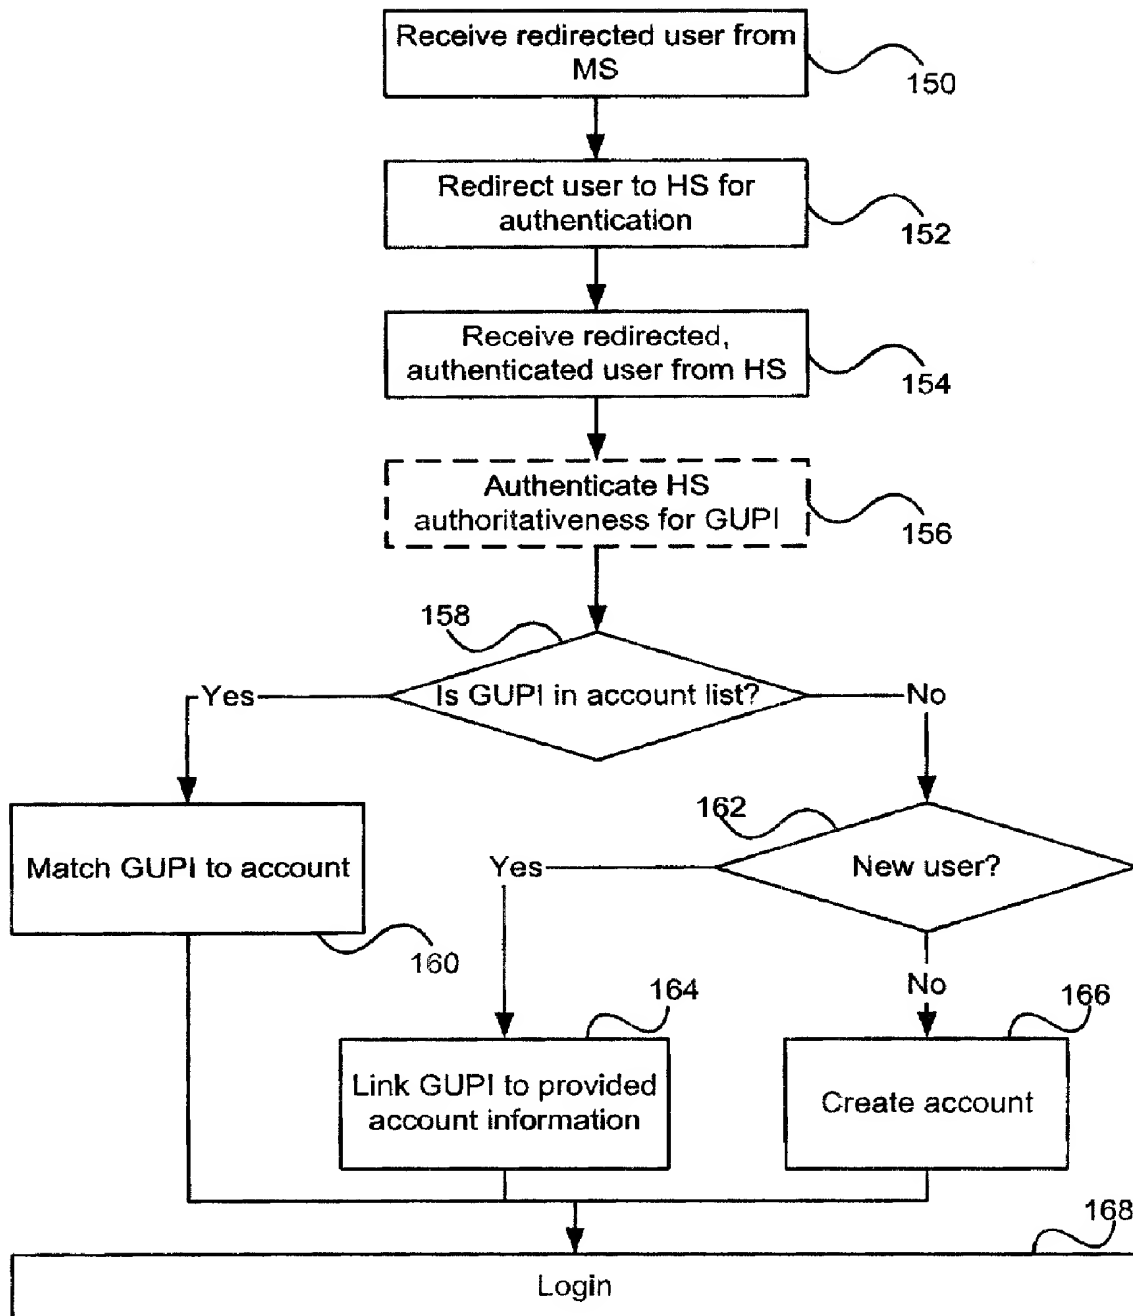 Receive redirected user from
MS
150
Redirect user to HS for
authentication
152
Receive redirected,
authenticated user from HS
154
Authenticate HS
authoritativeness for GUPI
156
158
Is GUPI in account list?
Yes
No
162
Match GUPI to account
New user?
Yes
160
No
164
166
Link GUPI to provided
account information
Create account
168
Login